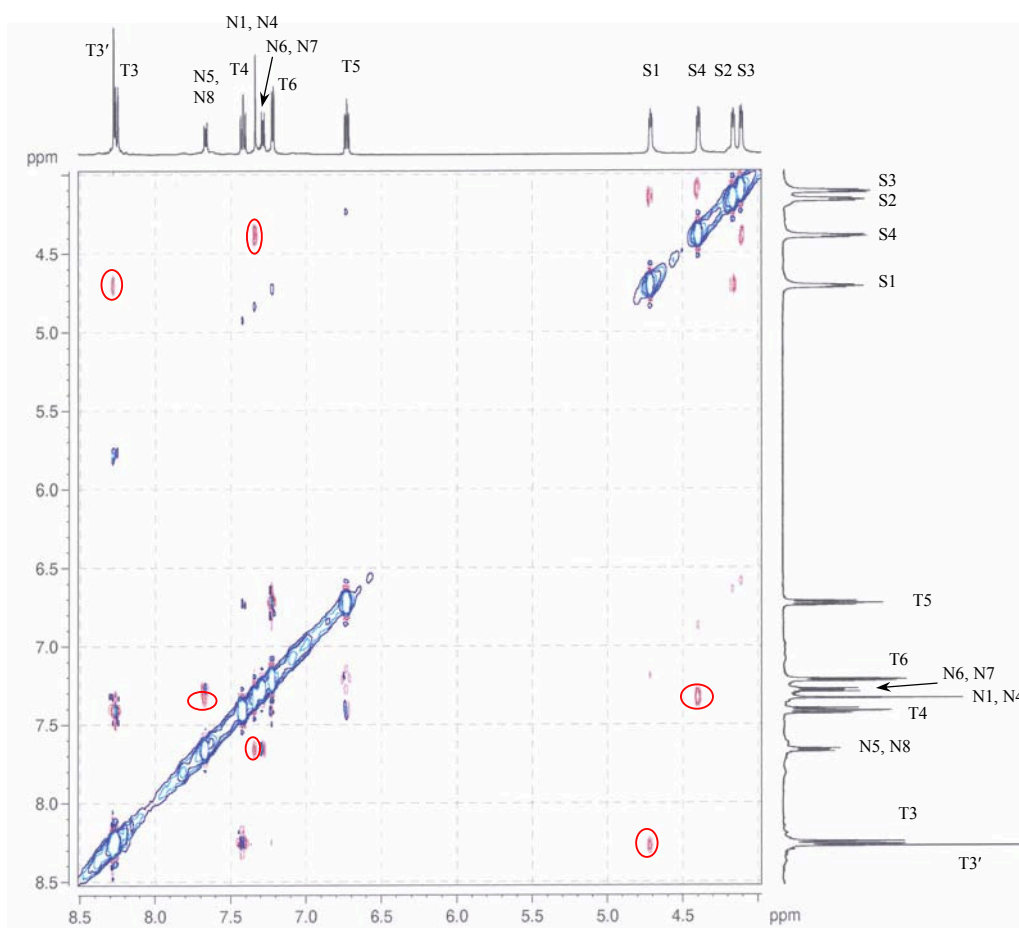 N1, N4
T3′
T3
N5,
N8
T4
N6, N7
T6
T5
S1
S4
S2
S3
ppm
S3
S2
S4
S1
4.5
5.0
5.5
6.0
6.5
7.0
7.5
8.0
8.5
T5
T6
N6, N7
N1, N4
T4
N5, N8
T3
T3′
8.5
8.0
7.5
7.0
6.5
6.0
5.5
5.0
4.5
ppm